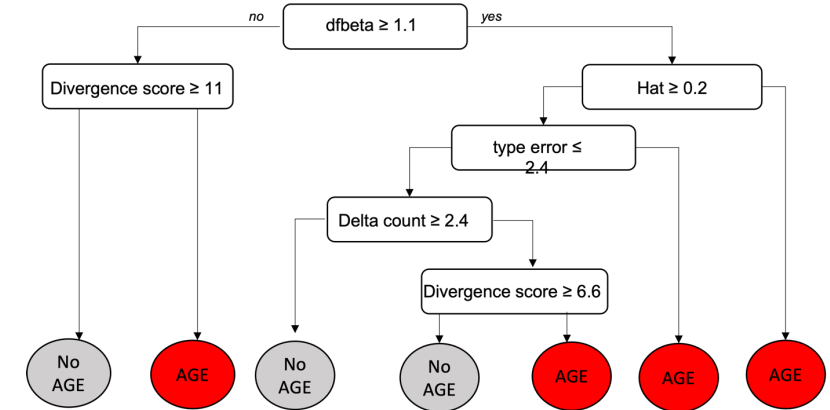 no
dfbeta ≥ 1.1
yes
Divergence score ≥ 11
Hat ≥ 0.2
type error ≤
2.4
Delta count ≥ 2.4
Divergence score ≥ 6.6
No
AGE
AGE
No
AGE
No
AGE
AGE
AGE
AGE